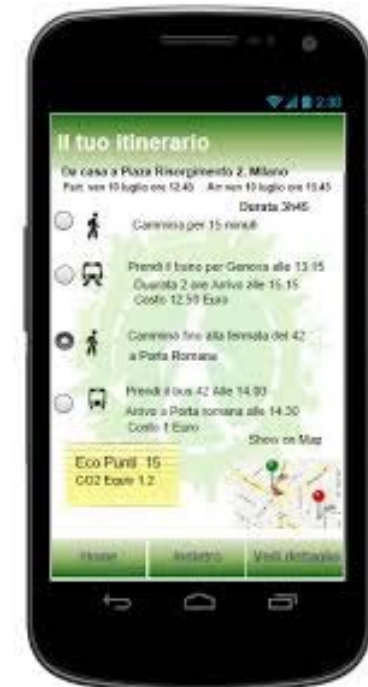 2:30
Il tuo itinerario
Da casa a Piaza Risorgimento 2, Milano
Part. ven 10 luglio ore 12.45 Arr ven 10 luglio ore 15.45
Durata 3h45
Cammina per 15 minuti
Prendi il treno per Genova alle 13.15
Duurata 2 ore Arrivo alle 15.15
Costo 12.50 Euro
Cammino fino alla fermata del 42
a Porta Romana
Prendi il bus 42 Alle 14.00
Arrivo a Porta romana alle 14.30
Costo 1 Euro
Show on Map
Eco Punti 15
CO2 Equiv 1.2
Home Indietro Vedi dettaglio